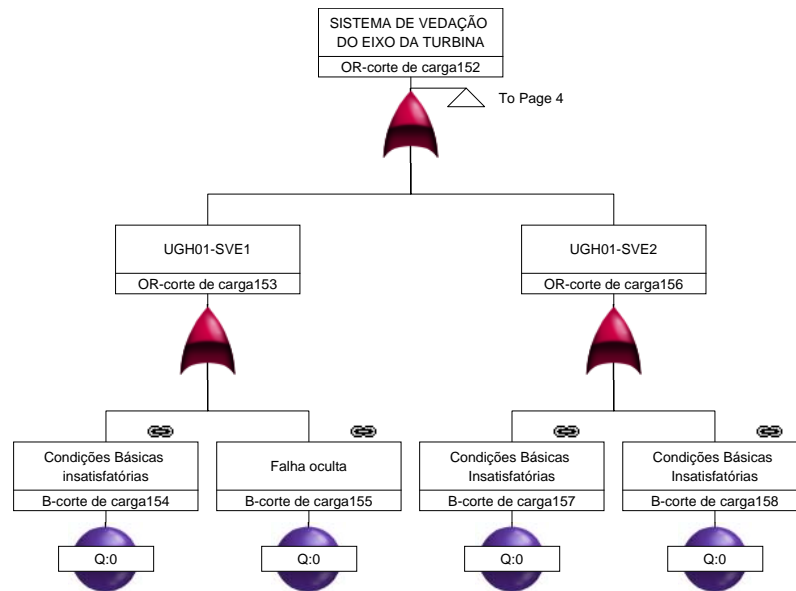 SISTEMA DE VEDAÇÃO
DO EIXO DA TURBINA
OR-corte de carga152
To Page 4
UGH01-SVE1
OR-corte de carga153
UGH01-SVE2
OR-corte de carga156
Condições Básicas
insatisfatórias
B-corte de carga154
Falha oculta
B-corte de carga155
Condições Básicas
Insatisfatórias
B-corte de carga157
Condições Básicas
Insatisfatórias
B-corte de carga158
Q:0
Q:0
Q:0
Q:0